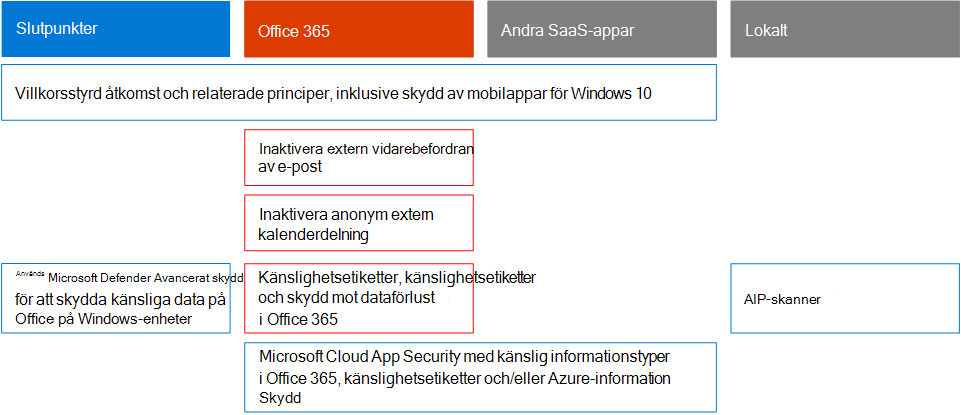 Slutpunkter
Office 365
Andra SaaS-appar
Lokalt
Villkorsstyrd åtkomst och relaterade principer, inklusive skydd av mobilappar för Windows 10
Inaktivera extern vidarebefordran
av e-post
Inaktivera anonym extern
kalenderdelning
Används Microsoft Defender Avancerat skydd
för att skydda känsliga data på
Office på Windows-enheter
Känslighetsetiketter, känslighetsetiketter
och skydd mot dataförlust
i Office 365
AIP-skanner
Microsoft Cloud App Security med känslig informationstyper
i Office 365, känslighetsetiketter och/eller Azure-information
Skydd